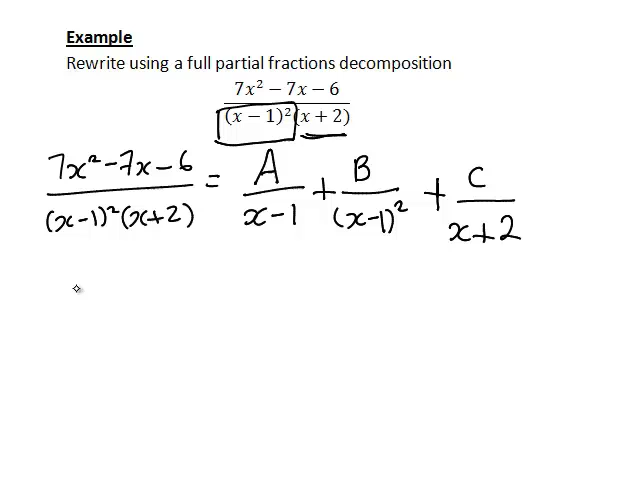 Example
Rewrite using a full partial fractions decomposition
7x² − 7x − 6
(x − 1)²(x + 2)
7x² − 7x − 6 / (x − 1)²(x + 2) = A / x − 1 + B / (x − 1)² + C / x + 2